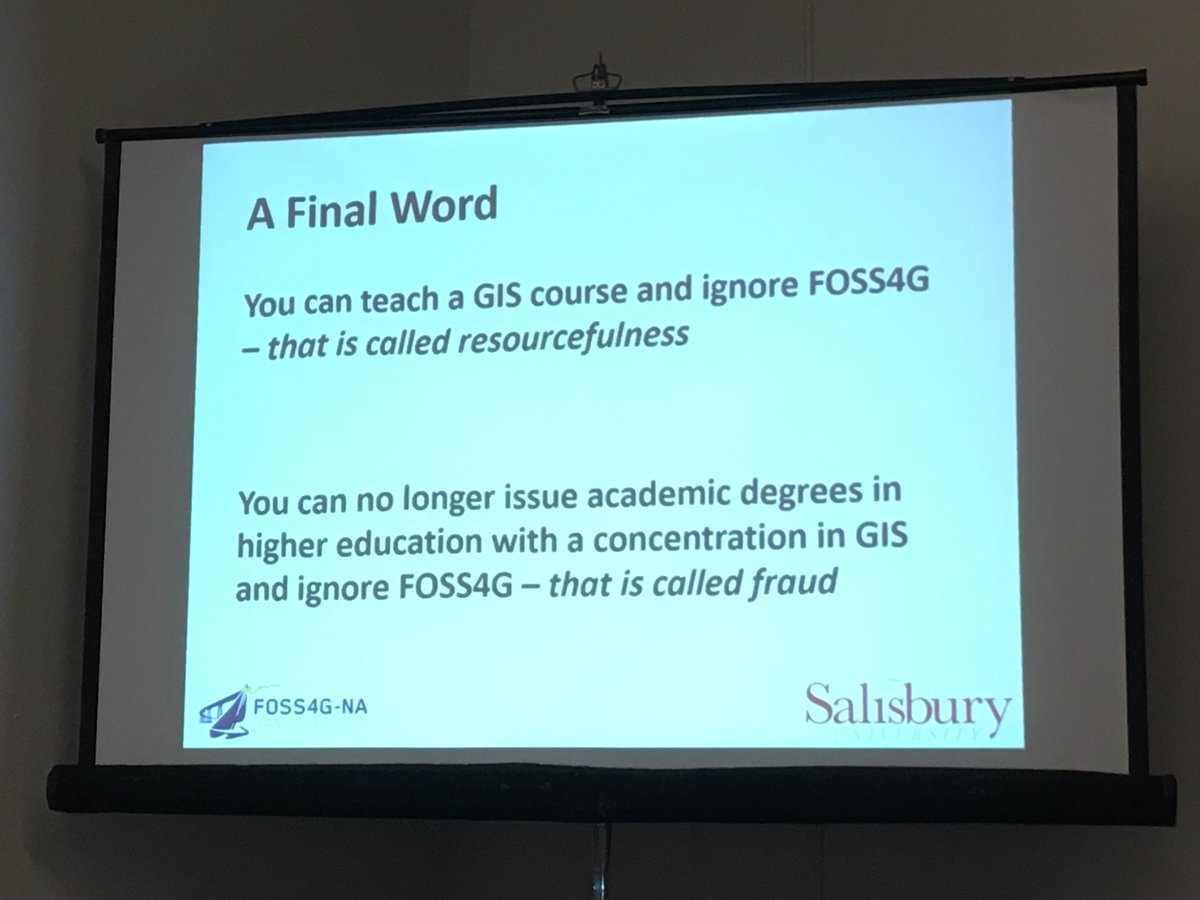 A Final Word
You can teach a GIS course and ignore FOSS4G
– that is called resourcefulness
You can no longer issue academic degrees in
higher education with a concentration in GIS
and ignore FOSS4G – that is called fraud
FOSS4G-NA
Salisbury
UNIVERSITY